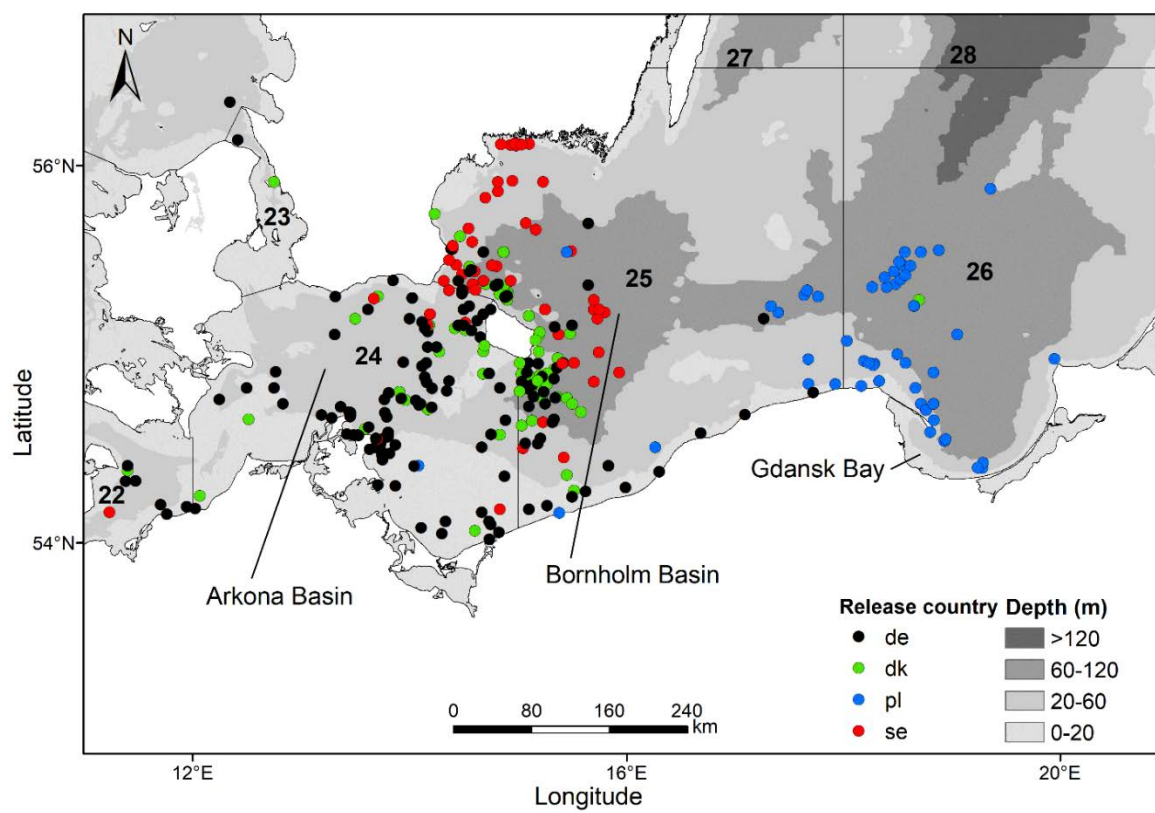 N
27
28
56°N
23
25
26
24
Latitude
Gdansk Bay
22
54°N
Bornholm Basin
Arkona Basin
Release country Depth (m)
de >120
dk 60-120
pl 20-60
se 0-20
0 80 160 240
km
12°E 16°E 20°E
Longitude